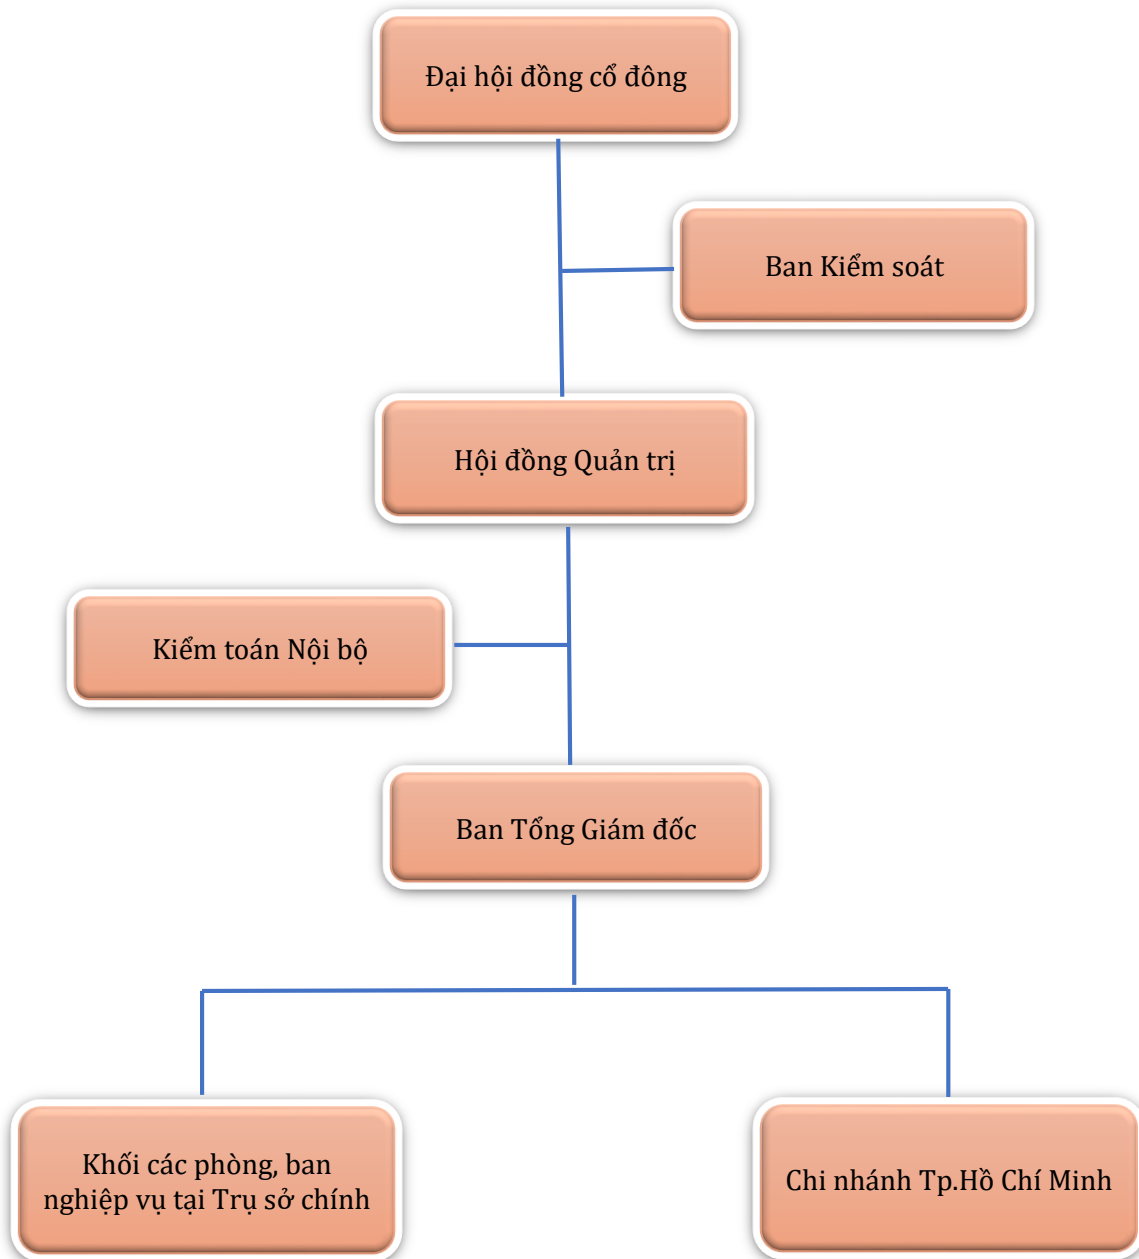 Đại hội đồng cổ đông
Ban Kiểm soát
Hội đồng Quản trị
Kiểm toán Nội bộ
Ban Tổng Giám đốc
Khối các phòng, ban
nghiệp vụ tại Trụ sở chính
Chi nhánh Tp.Hồ Chí Minh